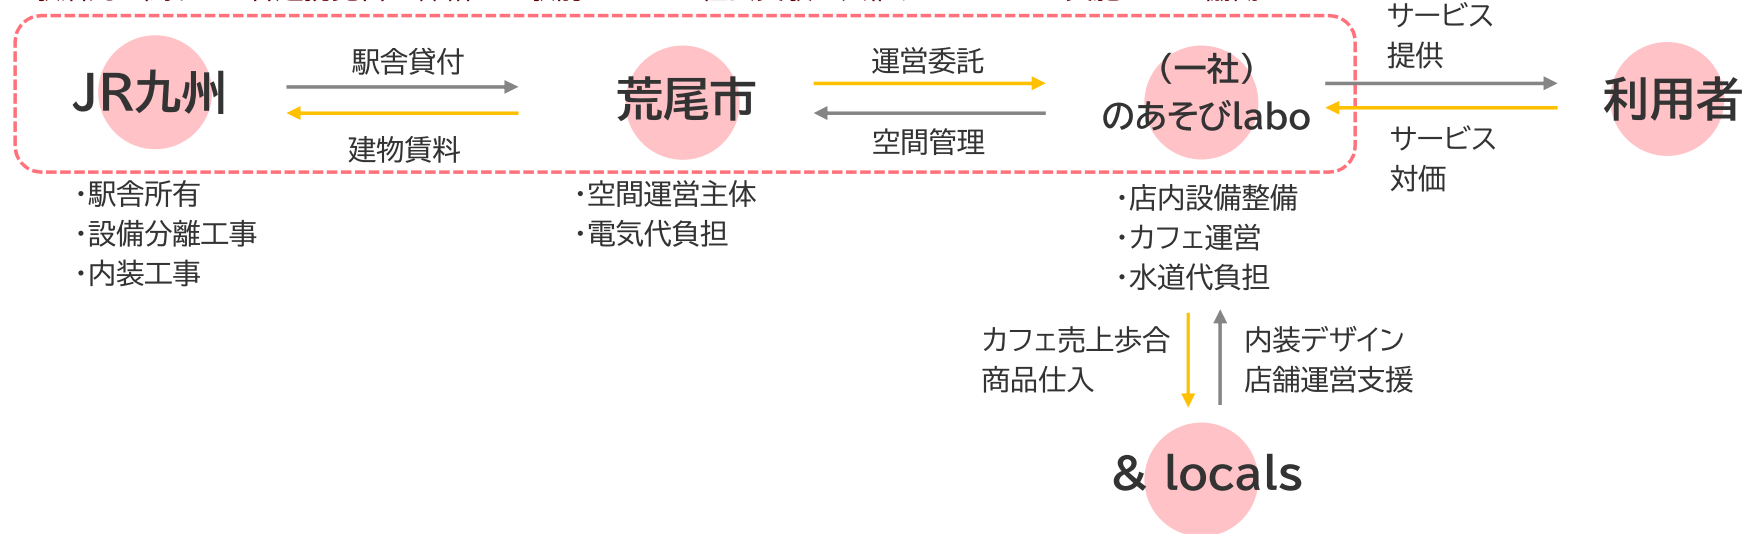 JR九州
駅舎貸付
建物賃料
荒尾市
運営委託
空間管理
（一社）
のあそびlabo
サービス
提供
サービス
対価
利用者
・駅舎所有
・設備分離工事
・内装工事
・空間運営主体
・電気代負担
・店内設備整備
・カフェ運営
・水道代負担
カフェ売上歩合
商品仕入
内装デザイン
店舗運営支援
& locals